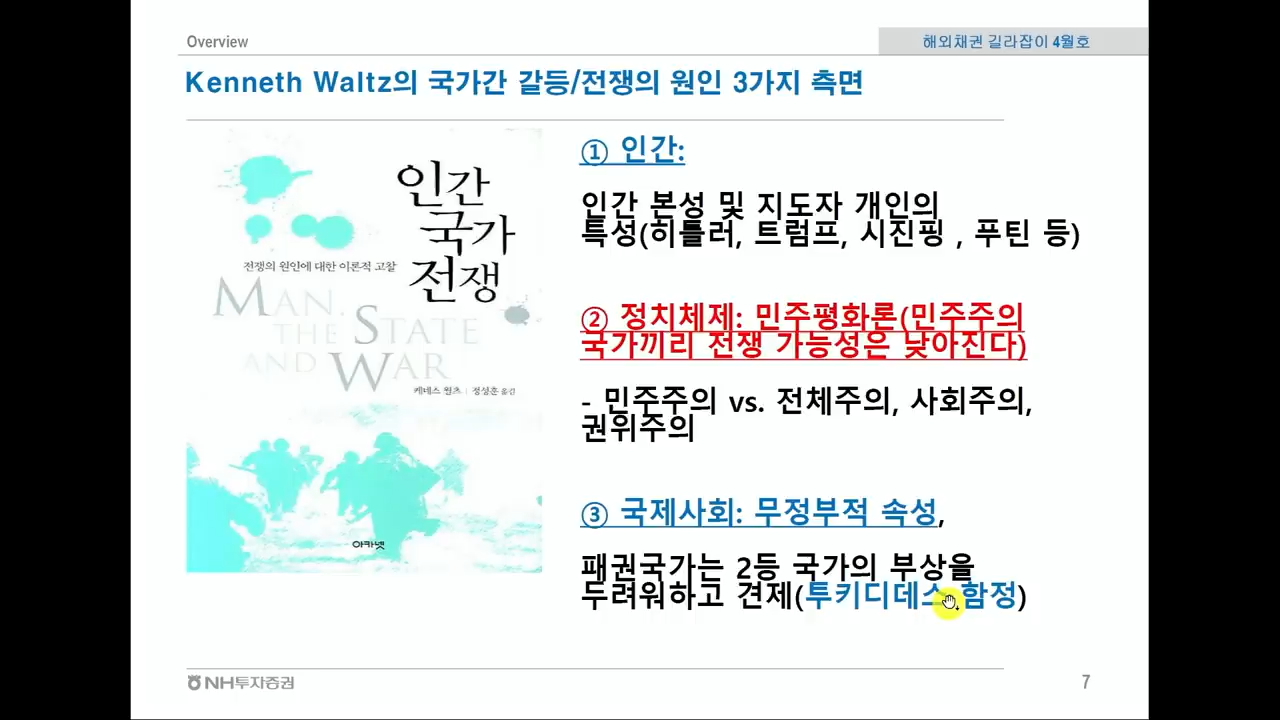 Overview
해외채권 길라잡이 4월호
Kenneth Waltz의 국가간 갈등/전쟁의 원인 3가지 측면
인간
국가
전쟁
전쟁의 원인에 대한 이론적 고찰
MAN,
THE STATE
AND WAR
케네스 월츠 | 정성훈 옮김
아카넷
① 인간:
인간 본성 및 지도자 개인의
특성(히틀러, 트럼프, 시진핑 , 푸틴 등)
② 정치체제: 민주평화론(민주주의
국가끼리 전쟁 가능성은 낮아진다)
- 민주주의 vs. 전체주의, 사회주의,
권위주의
③ 국제사회: 무정부적 속성,
패권국가는 2등 국가의 부상을
두려워하고 견제(투키디데스 함정)
NH투자증권
7